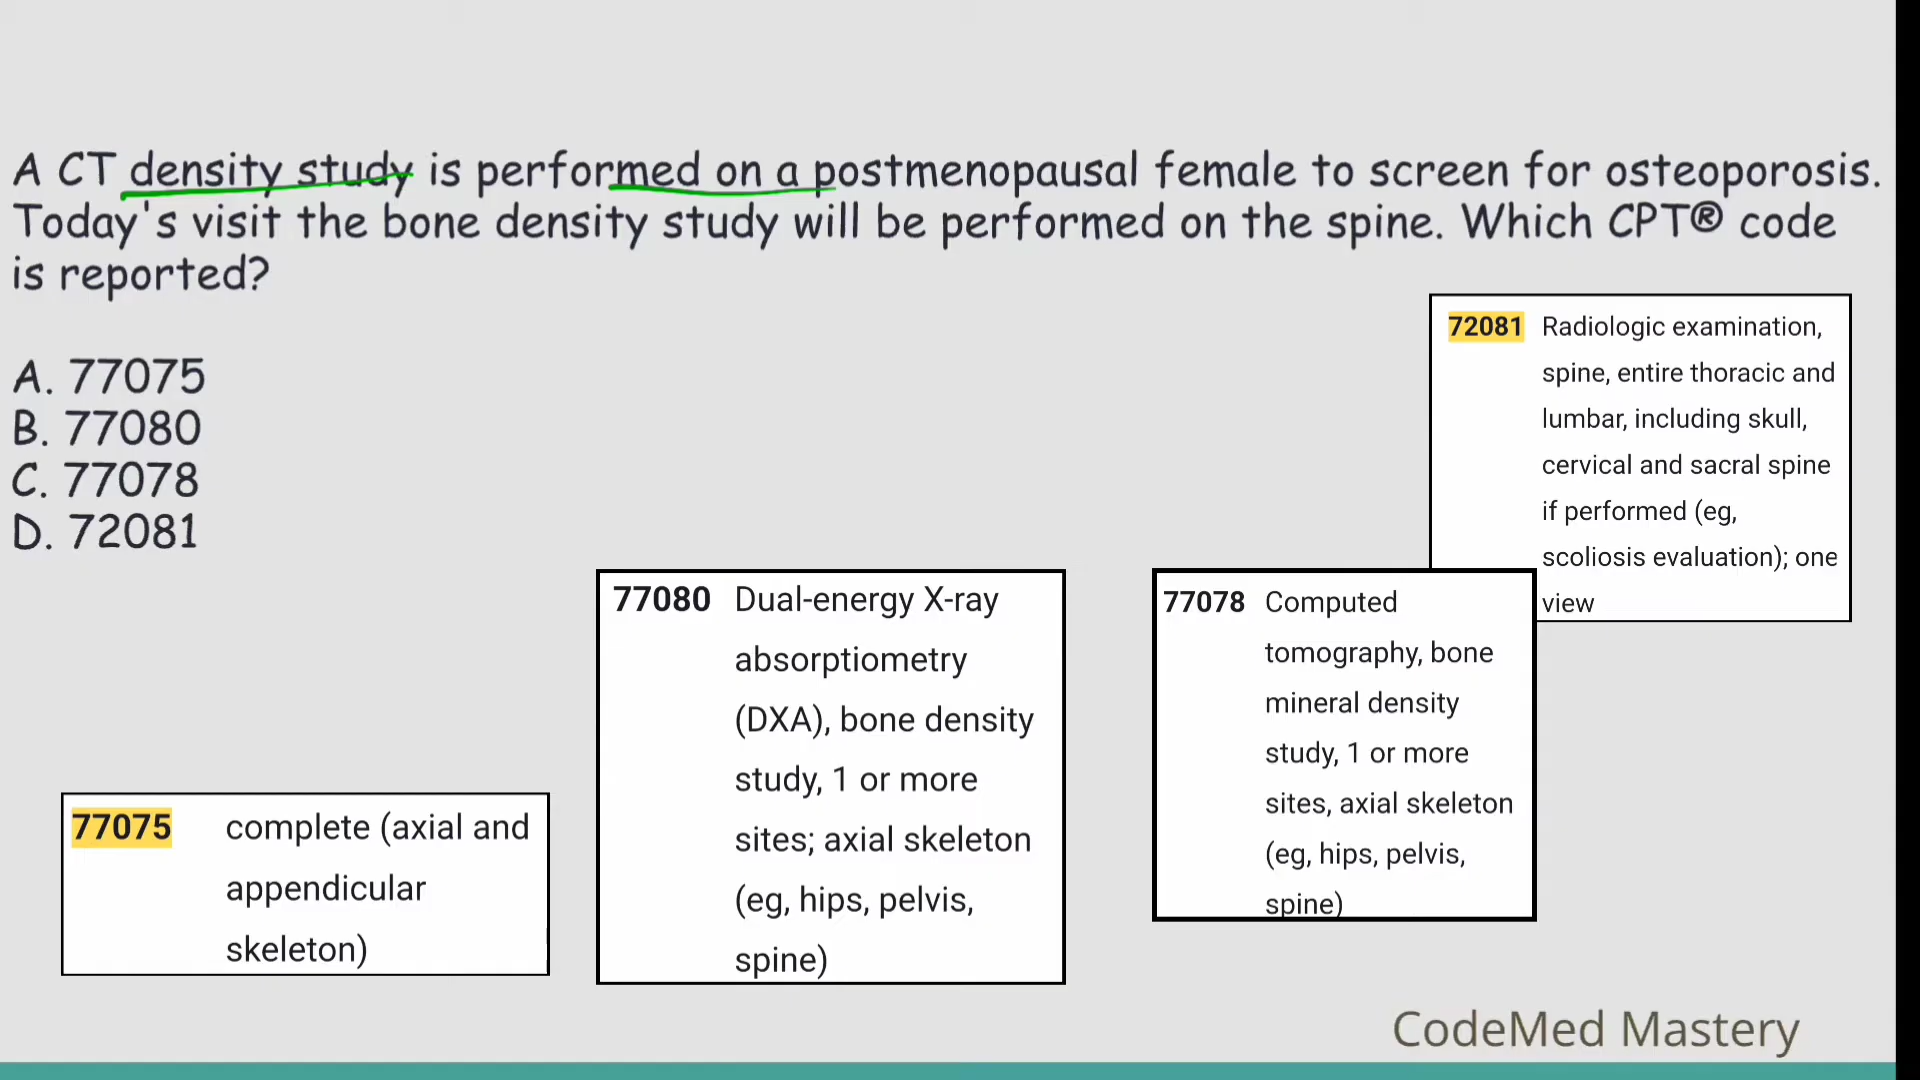 A CT density study is performed on a postmenopausal female to screen for osteoporosis.
Today's visit the bone density study will be performed on the spine. Which CPT® code
is reported?
A. 77075
B. 77080
C. 77078
D. 72081
72081 Radiologic examination,
spine, entire thoracic and
lumbar, including skull,
cervical and sacral spine
if performed (eg,
scoliosis evaluation); one
view
77080 Dual-energy X-ray
absorptiometry
(DXA), bone density
study, 1 or more
sites; axial skeleton
(eg, hips, pelvis,
spine)
77078 Computed
tomography, bone
mineral density
study, 1 or more
sites, axial skeleton
(eg, hips, pelvis,
spine)
77075 complete (axial and
appendicular
skeleton)
CodeMed Mastery